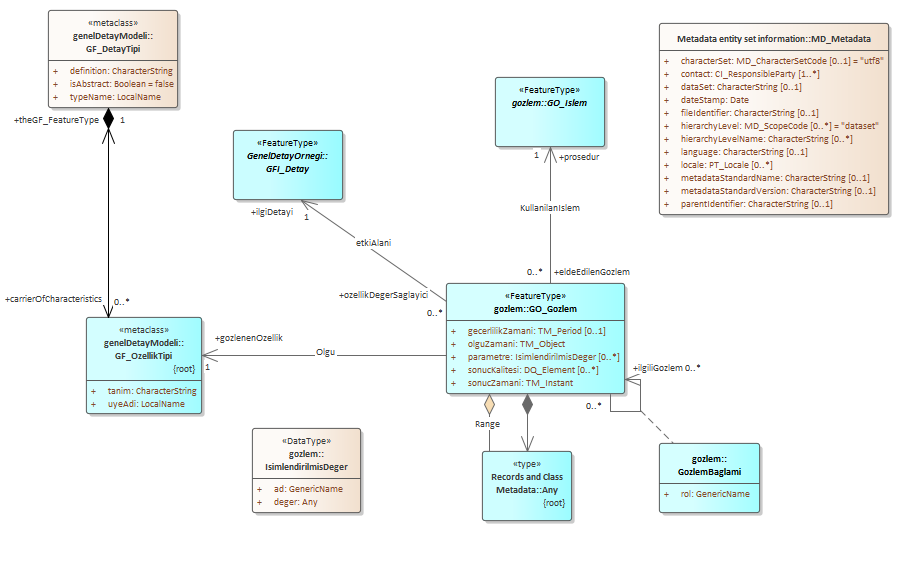 «metaclass»
genelDetayModeli::
GF_DetayTipi
+ definition: CharacterString
+ isAbstract: Boolean = false
+ typeName: LocalName
+theGF_FeatureType 1
+carrierOfCharacteristics 0..*
«metaclass»
genelDetayModeli::
GF_OzellikTipi
{root}
+ tanim: CharacterString
+ uyeAdi: LocalName
«FeatureType»
GenelDetayOrnegi::
GFI_Detay
+ilgiDetayi 1
etkiAlani
+ozellikDegerSaglayici
0..*
«FeatureType»
gozlem::GO_Islem
1 +prosedur
KullanilanIslem
0..* +eldeEdilenGozlem
Metadata entity set information::MD_Metadata
+ characterSet: MD_CharacterSetCode [0..1] = "utf8"
+ contact: CI_ResponsibleParty [1..*]
+ dataSet: CharacterString [0..1]
+ dateStamp: Date
+ fileIdentifier: CharacterString [0..1]
+ hierarchyLevel: MD_ScopeCode [0..*] = "dataset"
+ hierarchyLevelName: CharacterString [0..*]
+ language: CharacterString [0..1]
+ locale: PT_Locale [0..*]
+ metadataStandardName: CharacterString [0..1]
+ metadataStandardVersion: CharacterString [0..1]
+ parentIdentifier: CharacterString [0..1]
«FeatureType»
gozlem::GO_Gozlem
+ gecerlilikZamani: TM_Period [0..1]
+ olguZamani: TM_Object
+ parametre: IsimlendirilmisDeger [0..*]
+ sonucKalitesi: DQ_Element [0..*]
+ sonucZamani: TM_Instant
+gozlenenOzellik
1
Olgu
+ilgiliGozlem 0..*
0..*
Range
«DataType»
gozlem::
IsimlendirilmisDeger
+ ad: GenericName
+ deger: Any
«type»
Records and Class
Metadata::Any
{root}
gozlem::
GozlemBaglami
+ rol: GenericName